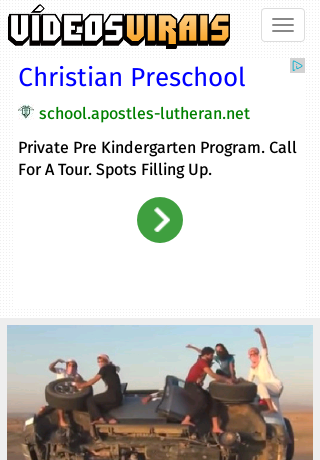 VÍDEOSVIRAIS
Christian Preschool
school.apostles-lutheran.net
Private Pre Kindergarten Program. Call
For A Tour. Spots Filling Up.